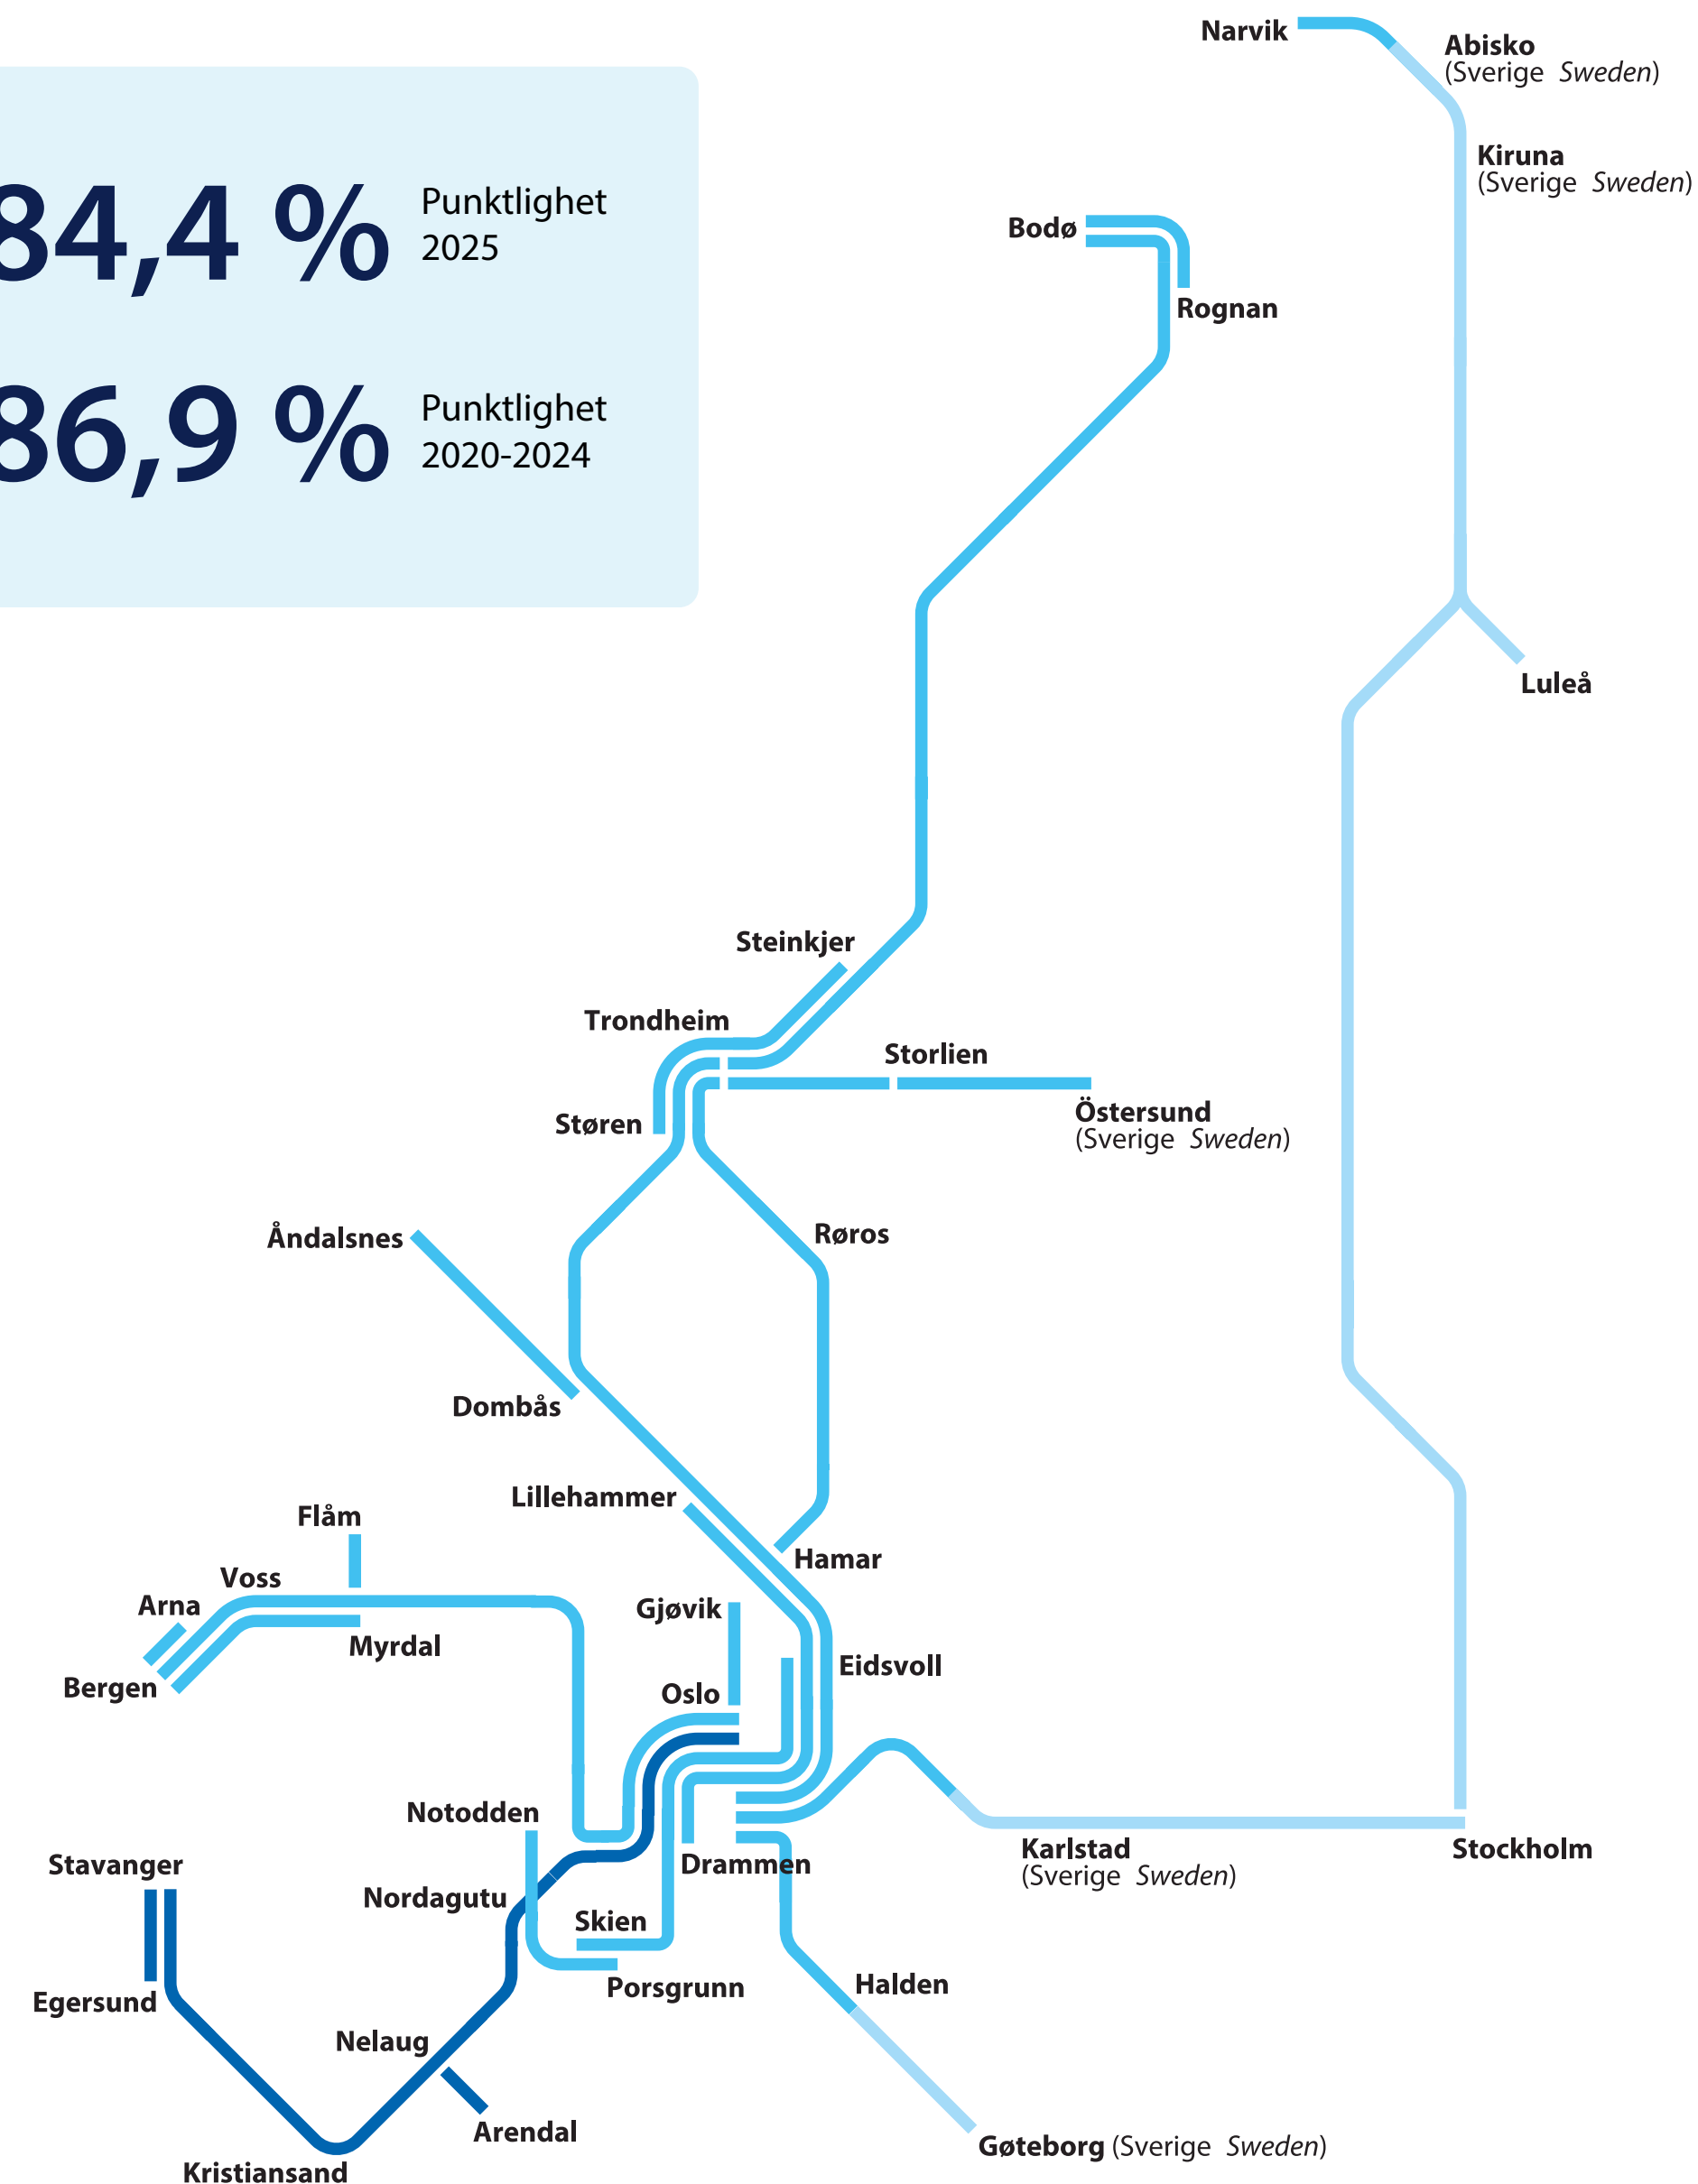 Narvik
Abisko
(Sverige Sweden)
Kiruna
(Sverige Sweden)
84,4 %
Punktlighet
2025
Bodø
Rognan
86,9 %
Punktlighet
2020-2024
Luleå
Steinkjer
Trondheim
Storlien
Støren
Östersund
(Sverige Sweden)
Røros
Åndalsnes
Dombås
Lillehammer
Flåm
Hamar
Voss
Arna
Gjøvik
Myrdal
Eidsvoll
Bergen
Oslo
Notodden
Drammen
Karlstad
(Sverige Sweden)
Stockholm
Stavanger
Nordagutu
Skien
Porsgrunn
Halden
Egersund
Nelaug
Arendal
Gøteborg (Sverige Sweden)
Kristiansand